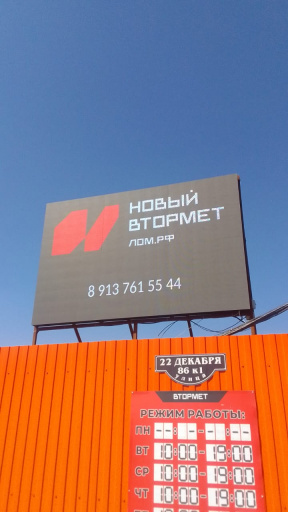 НОВЫЙ
ВТОРМЕТ
ЛОМ.РФ
8 913 761 55 44
22 ДЕКАБРЯ
86 к1
улица
ВТОРМЕТ
РЕЖИМ РАБОТЫ:
ПН --:-- --:--
ВТ 10:00-19:00
СР 10:00-19:00
ЧТ 10:00-19:00